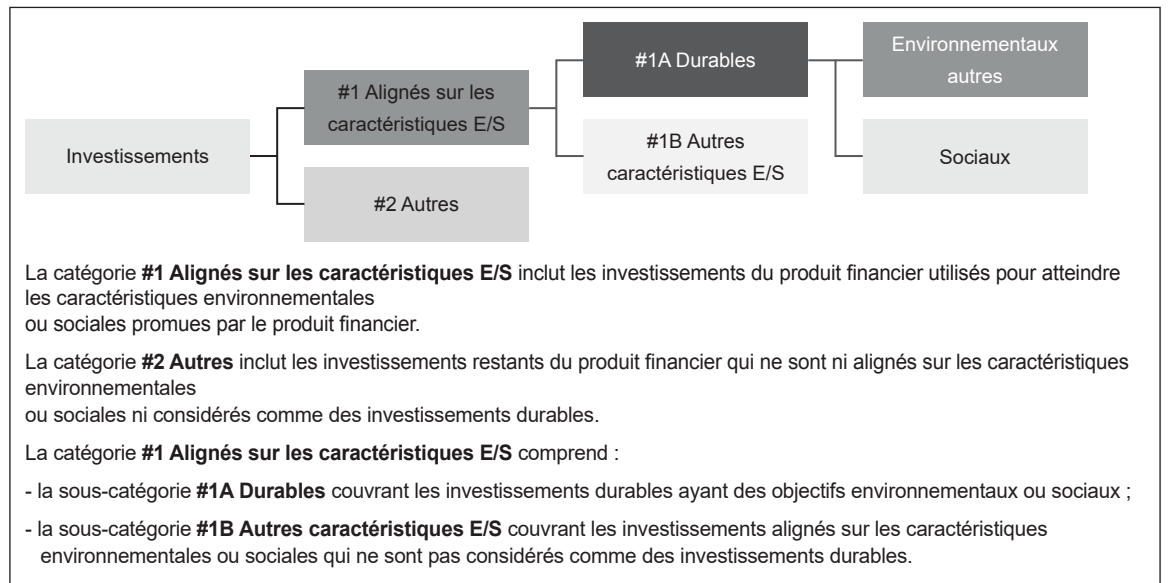 #1A Durables
Environnementaux
autres
#1 Alignés sur les
caractéristiques E/S
Investissements
#1B Autres
caractéristiques E/S
Sociaux
#2 Autres
La catégorie #1 Alignés sur les caractéristiques E/S inclut les investissements du produit financier utilisés pour atteindre
les caractéristiques environnementales
ou sociales promues par le produit financier.
La catégorie #2 Autres inclut les investissements restants du produit financier qui ne sont ni alignés sur les caractéristiques
environnementales
ou sociales ni considérés comme des investissements durables.
La catégorie #1 Alignés sur les caractéristiques E/S comprend :
- la sous-catégorie #1A Durables couvrant les investissements durables ayant des objectifs environnementaux ou sociaux ;
- la sous-catégorie #1B Autres caractéristiques E/S couvrant les investissements alignés sur les caractéristiques
environnementales ou sociales qui ne sont pas considérés comme des investissements durables.